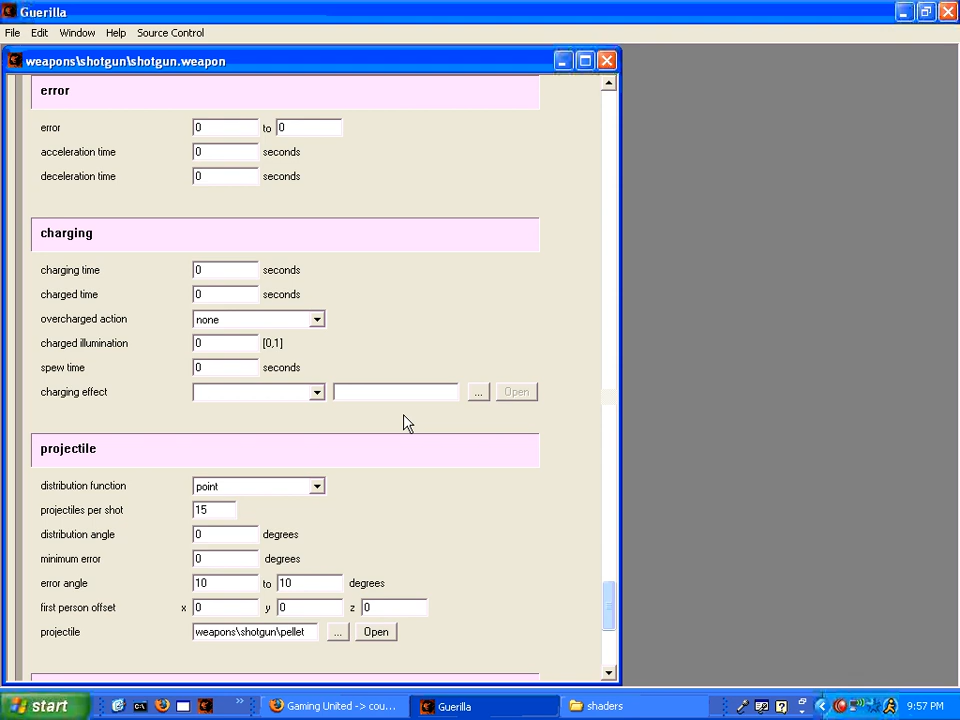 Guerilla
File Edit Window Help Source Control
weapons\shotgun\shotgun.weapon
error
error 0 to 0
acceleration time 0 seconds
deceleration time 0 seconds
charging
charging time 0 seconds
charged time 0 seconds
overcharged action none
charged illumination 0 [0,1]
spew time 0 seconds
charging effect ... Open
projectile
distribution function point
projectiles per shot 15
distribution angle 0 degrees
minimum error 0 degrees
error angle 10 to 10 degrees
first person offset x 0 y 0 z 0
projectile weapons\shotgun\pellet ... Open
start Gaming United -> cou... Guerilla shaders 9:57 PM